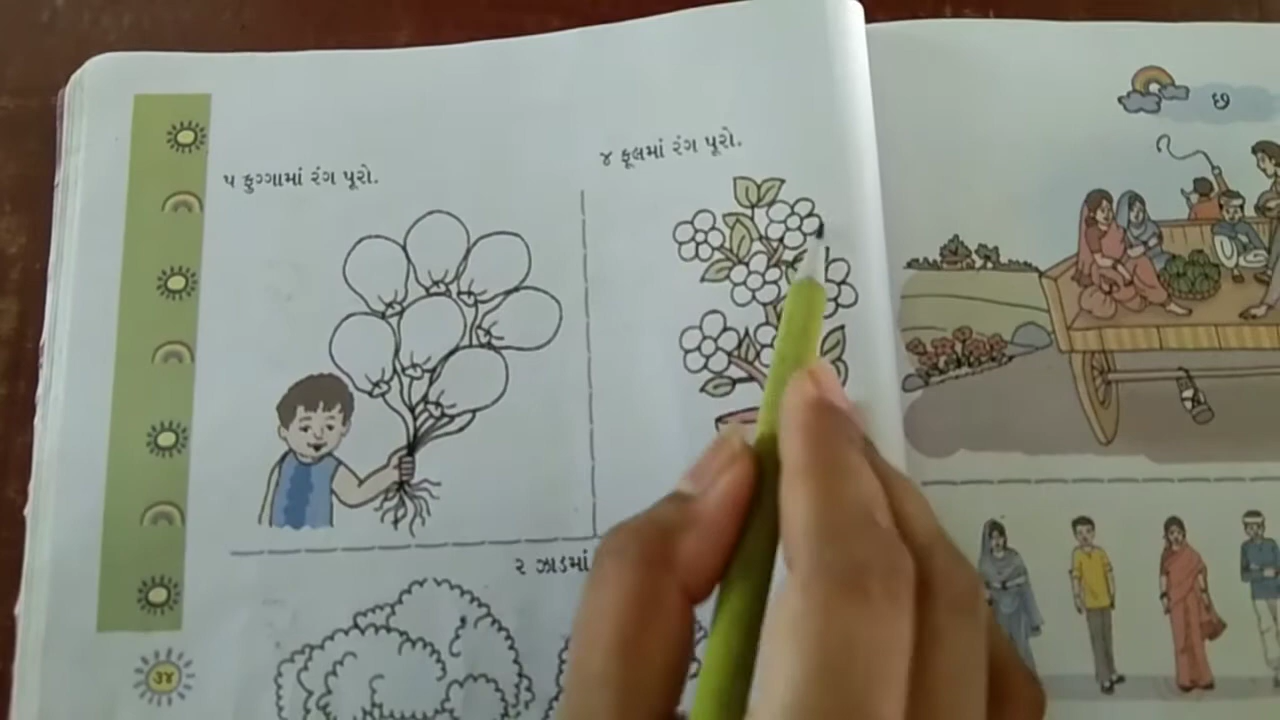 ૫ ફુગ્ગામાં રંગ પૂરો.
૪ ફૂલમાં રંગ પૂરો.
છ
૨ ઝાડમાં
૩૪